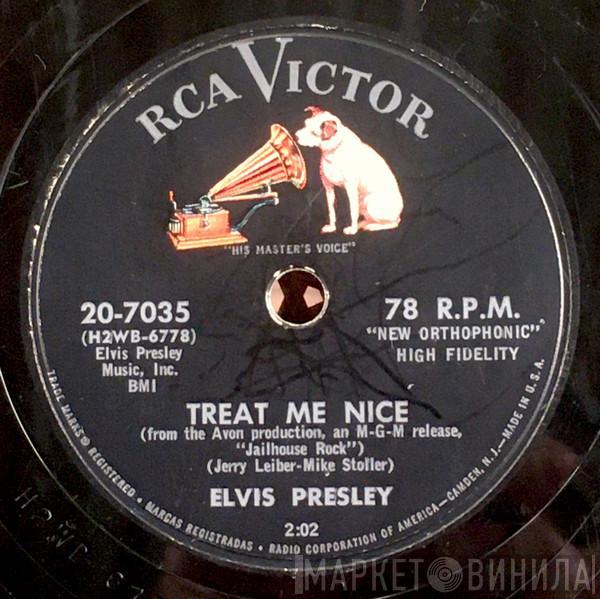 RCA VICTOR
"HIS MASTER'S VOICE"
20-7035
(H2WB-6778)
Elvis Presley
Music, Inc.
BMI
78 R.P.M.
"NEW ORTHOPHONIC"
HIGH FIDELITY
TREAT ME NICE
(from the Avon production, an M-G-M release,
"Jailhouse Rock")
(Jerry Leiber-Mike Stoller)
ELVIS PRESLEY
2:02
TRADE MARKS ® REGISTERED • MARCAS REGISTRADAS • RADIO CORPORATION OF AMERICA—CAMDEN, N.J.—MADE IN U.S.A.
МАРКЕТ ВИНИЛА